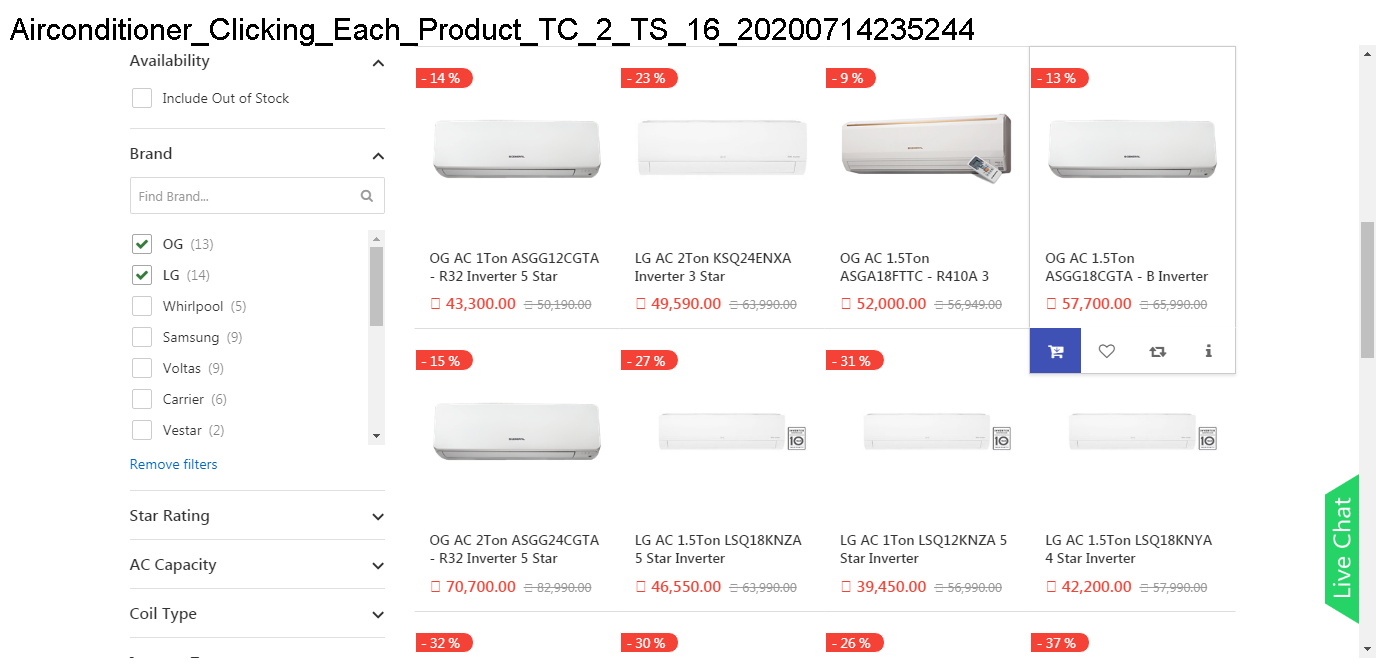 Airconditioner_Clicking_Each_Product_TC_2_TS_16_20200714235244
Availability
Include Out of Stock
Brand
Find Brand...
OG (13)
LG (14)
Whirlpool (5)
Samsung (9)
Voltas (9)
Carrier (6)
Vestar (2)
Remove filters
Star Rating
AC Capacity
Coil Type
- 14 %
- 23 %
- 9 %
- 13 %
OG AC 1Ton ASGG12CGTA
- R32 Inverter 5 Star
43,300.00 50,190.00
LG AC 2Ton KSQ24ENXA
Inverter 3 Star
49,590.00 63,990.00
OG AC 1.5Ton
ASGA18FTTC - R410A 3
52,000.00 56,949.00
OG AC 1.5Ton
ASGG18CGTA - B Inverter
57,700.00 65,990.00
- 15 %
- 27 %
- 31 %
OG AC 2Ton ASGG24CGTA
- R32 Inverter 5 Star
70,700.00 82,990.00
10
LG AC 1.5Ton LSQ18KNZA
5 Star Inverter
46,550.00 63,990.00
10
LG AC 1Ton LSQ12KNZA 5
Star Inverter
39,450.00 56,990.00
10
LG AC 1.5Ton LSQ18KNYA
4 Star Inverter
42,200.00 57,990.00
- 32 %
- 30 %
- 26 %
- 37 %
Live Chat